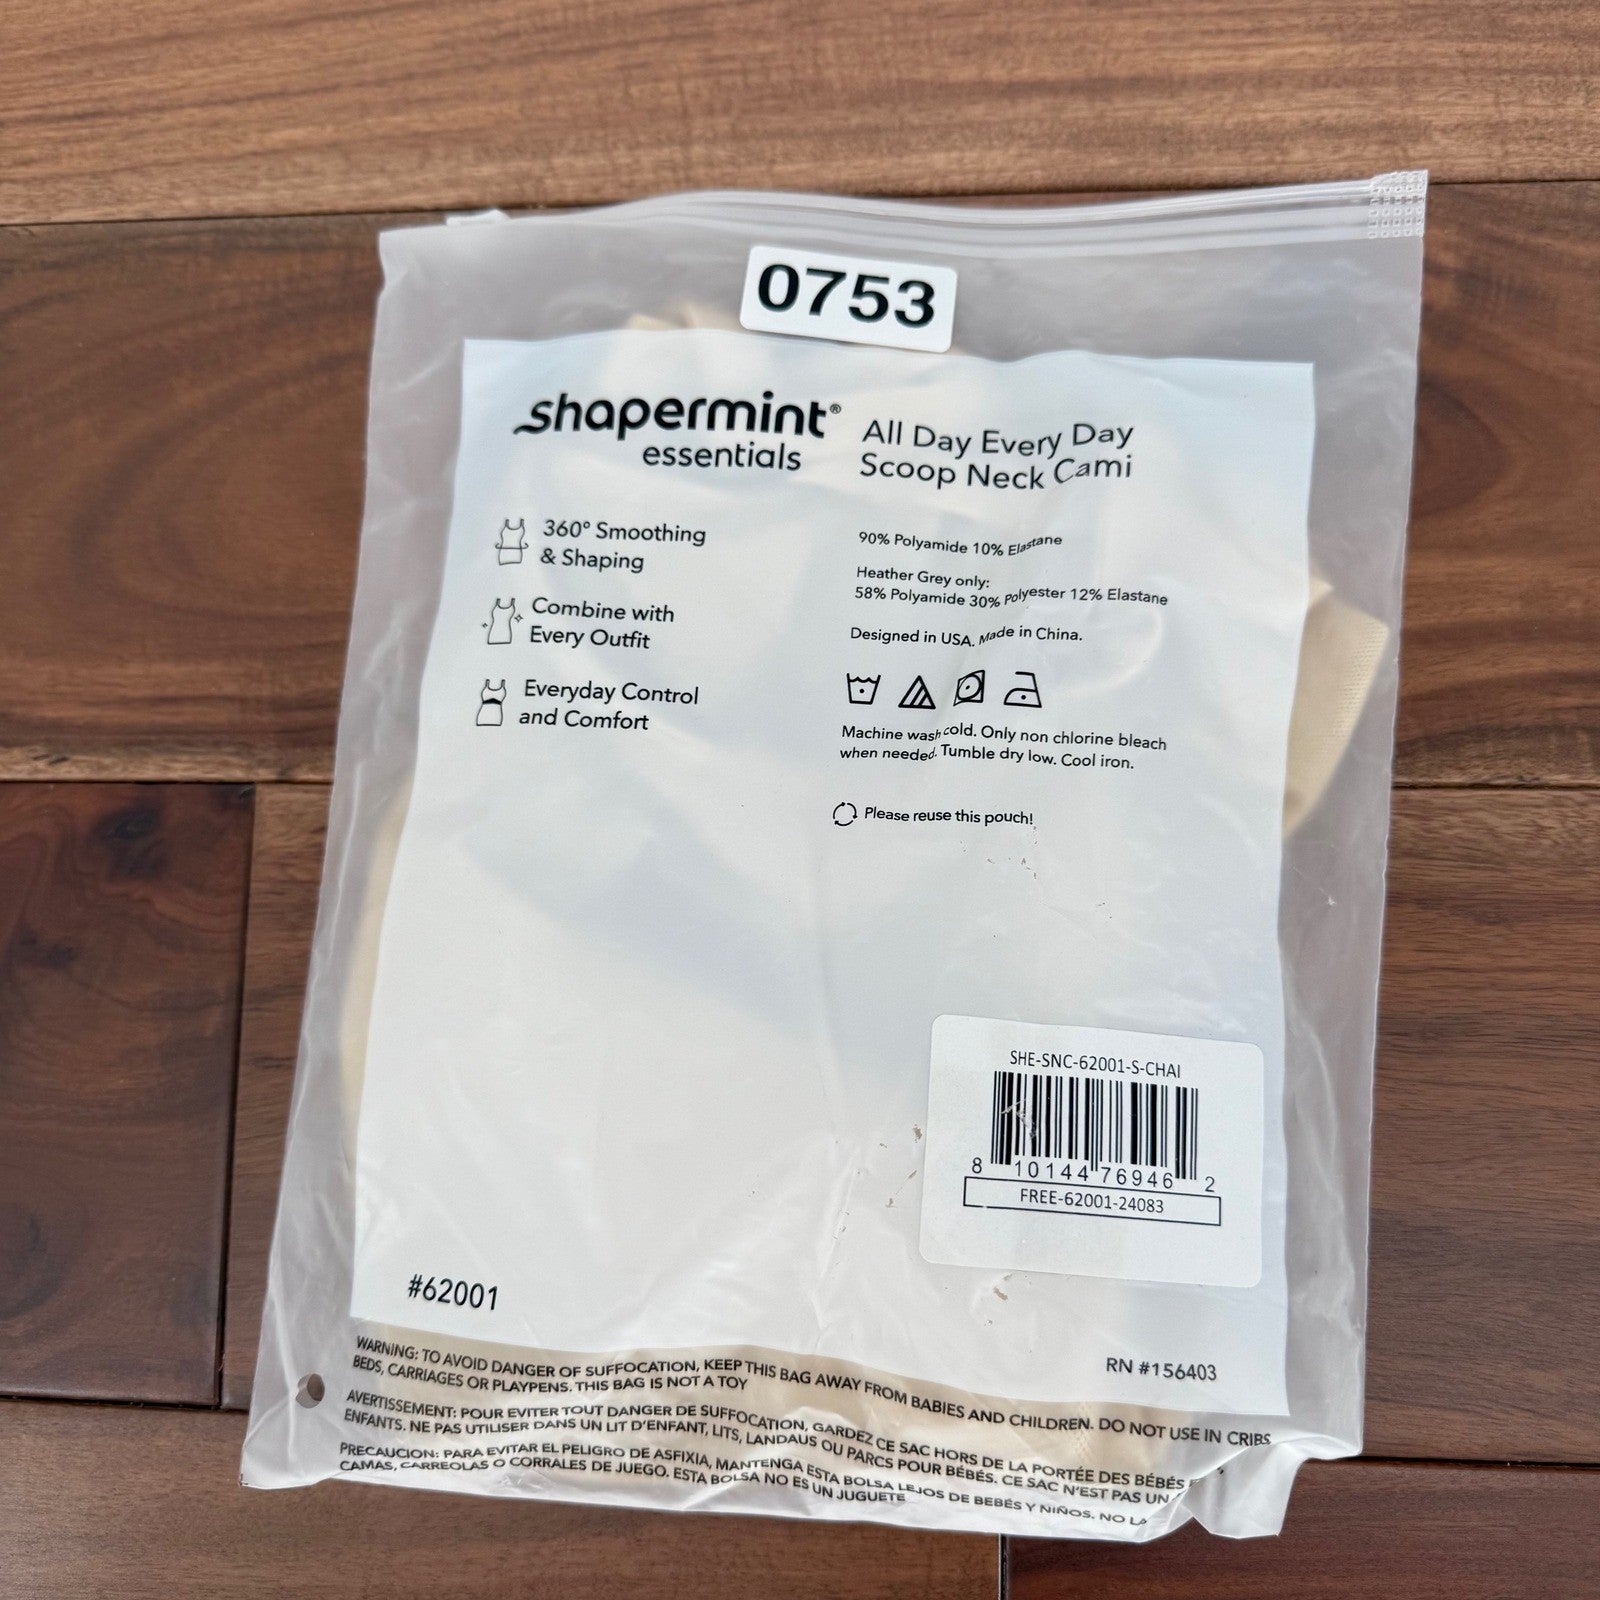 0753
shapermint®
essentials
All Day Every Day
Scoop Neck Cami
360° Smoothing
& Shaping
Combine with
Every Outfit
Everyday Control
and Comfort
90% Polyamide 10% Elastane
Heather Grey only:
58% Polyamide 30% Polyester 12% Elastane
Designed in USA. Made in China.
Machine wash cold. Only non chlorine bleach
when needed. Tumble dry low. Cool iron.
Please reuse this pouch!
SHE-SNC-62001-S-CHAI
8 10144 76946 2
FREE-62001-24083
#62001
RN #156403
WARNING: TO AVOID DANGER OF SUFFOCATION, KEEP THIS BAG AWAY FROM BABIES AND CHILDREN. DO NOT USE IN CRIBS
BEDS, CARRIAGES OR PLAYPENS. THIS BAG IS NOT A TOY
AVERTISSEMENT: POUR EVITER TOUT DANGER DE SUFFOCATION, GARDEZ CE SAC HORS DE LA PORTÉE DES BÉBÉS
ENFANTS. NE PAS UTILISER DANS UN LIT D'ENFANT, LITS, LANDAUS OU PARCS POUR BÉBÉS. CE SAC N'EST PAS UN
PRECAUCION: PARA EVITAR EL PELIGRO DE ASFIXIA, MANTENGA ESTA BOLSA LEJOS DE BEBÉS Y NIÑOS. NO LA
CAMAS, CARREOLAS O CORRALES DE JUEGO. ESTA BOLSA NO ES UN JUGUETE